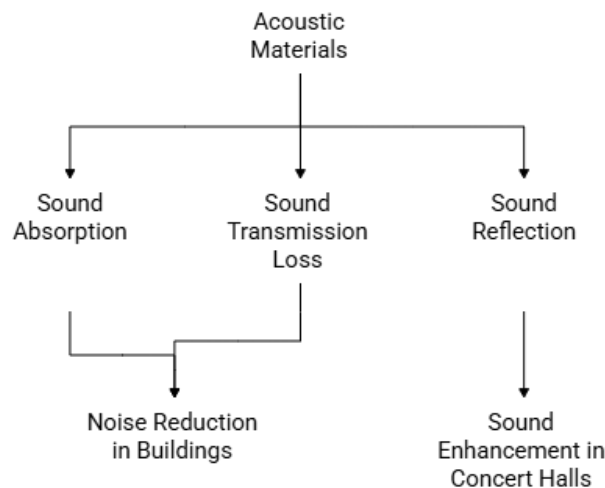 Acoustic
Materials
Sound
Absorption
Sound
Transmission
Loss
Sound
Reflection
Noise Reduction
in Buildings
Sound
Enhancement in
Concert Halls